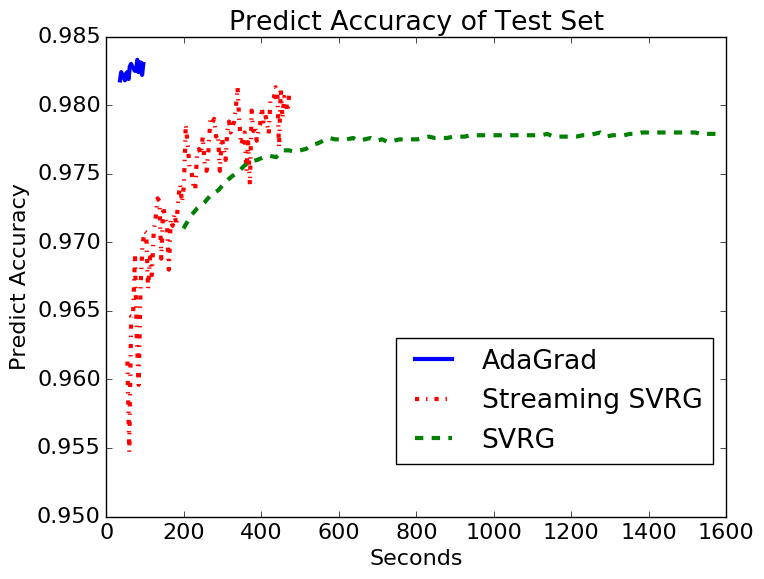 Predict Accuracy of Test Set
Predict Accuracy
0.985
0.980
0.975
0.970
0.965
0.960
0.955
0.950
AdaGrad
Streaming SVRG
SVRG
0 200 400 600 800 1000 1200 1400 1600
Seconds